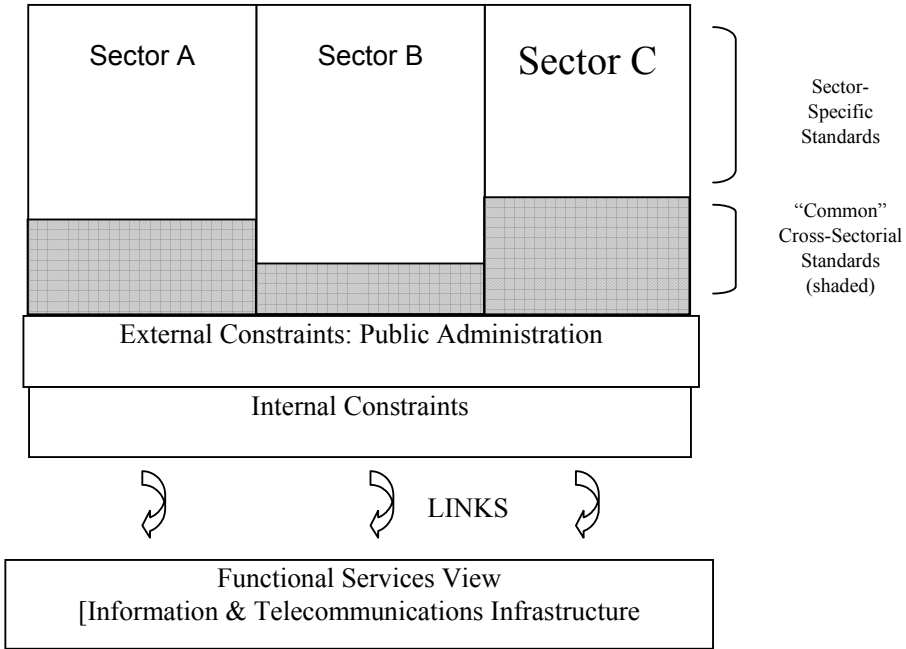 Sector A
Sector B
Sector C
Sector-
Specific
Standards
“Common”
Cross-Sectorial
Standards
(shaded)
External Constraints: Public Administration
Internal Constraints
LINKS
Functional Services View
[Information & Telecommunications Infrastructure